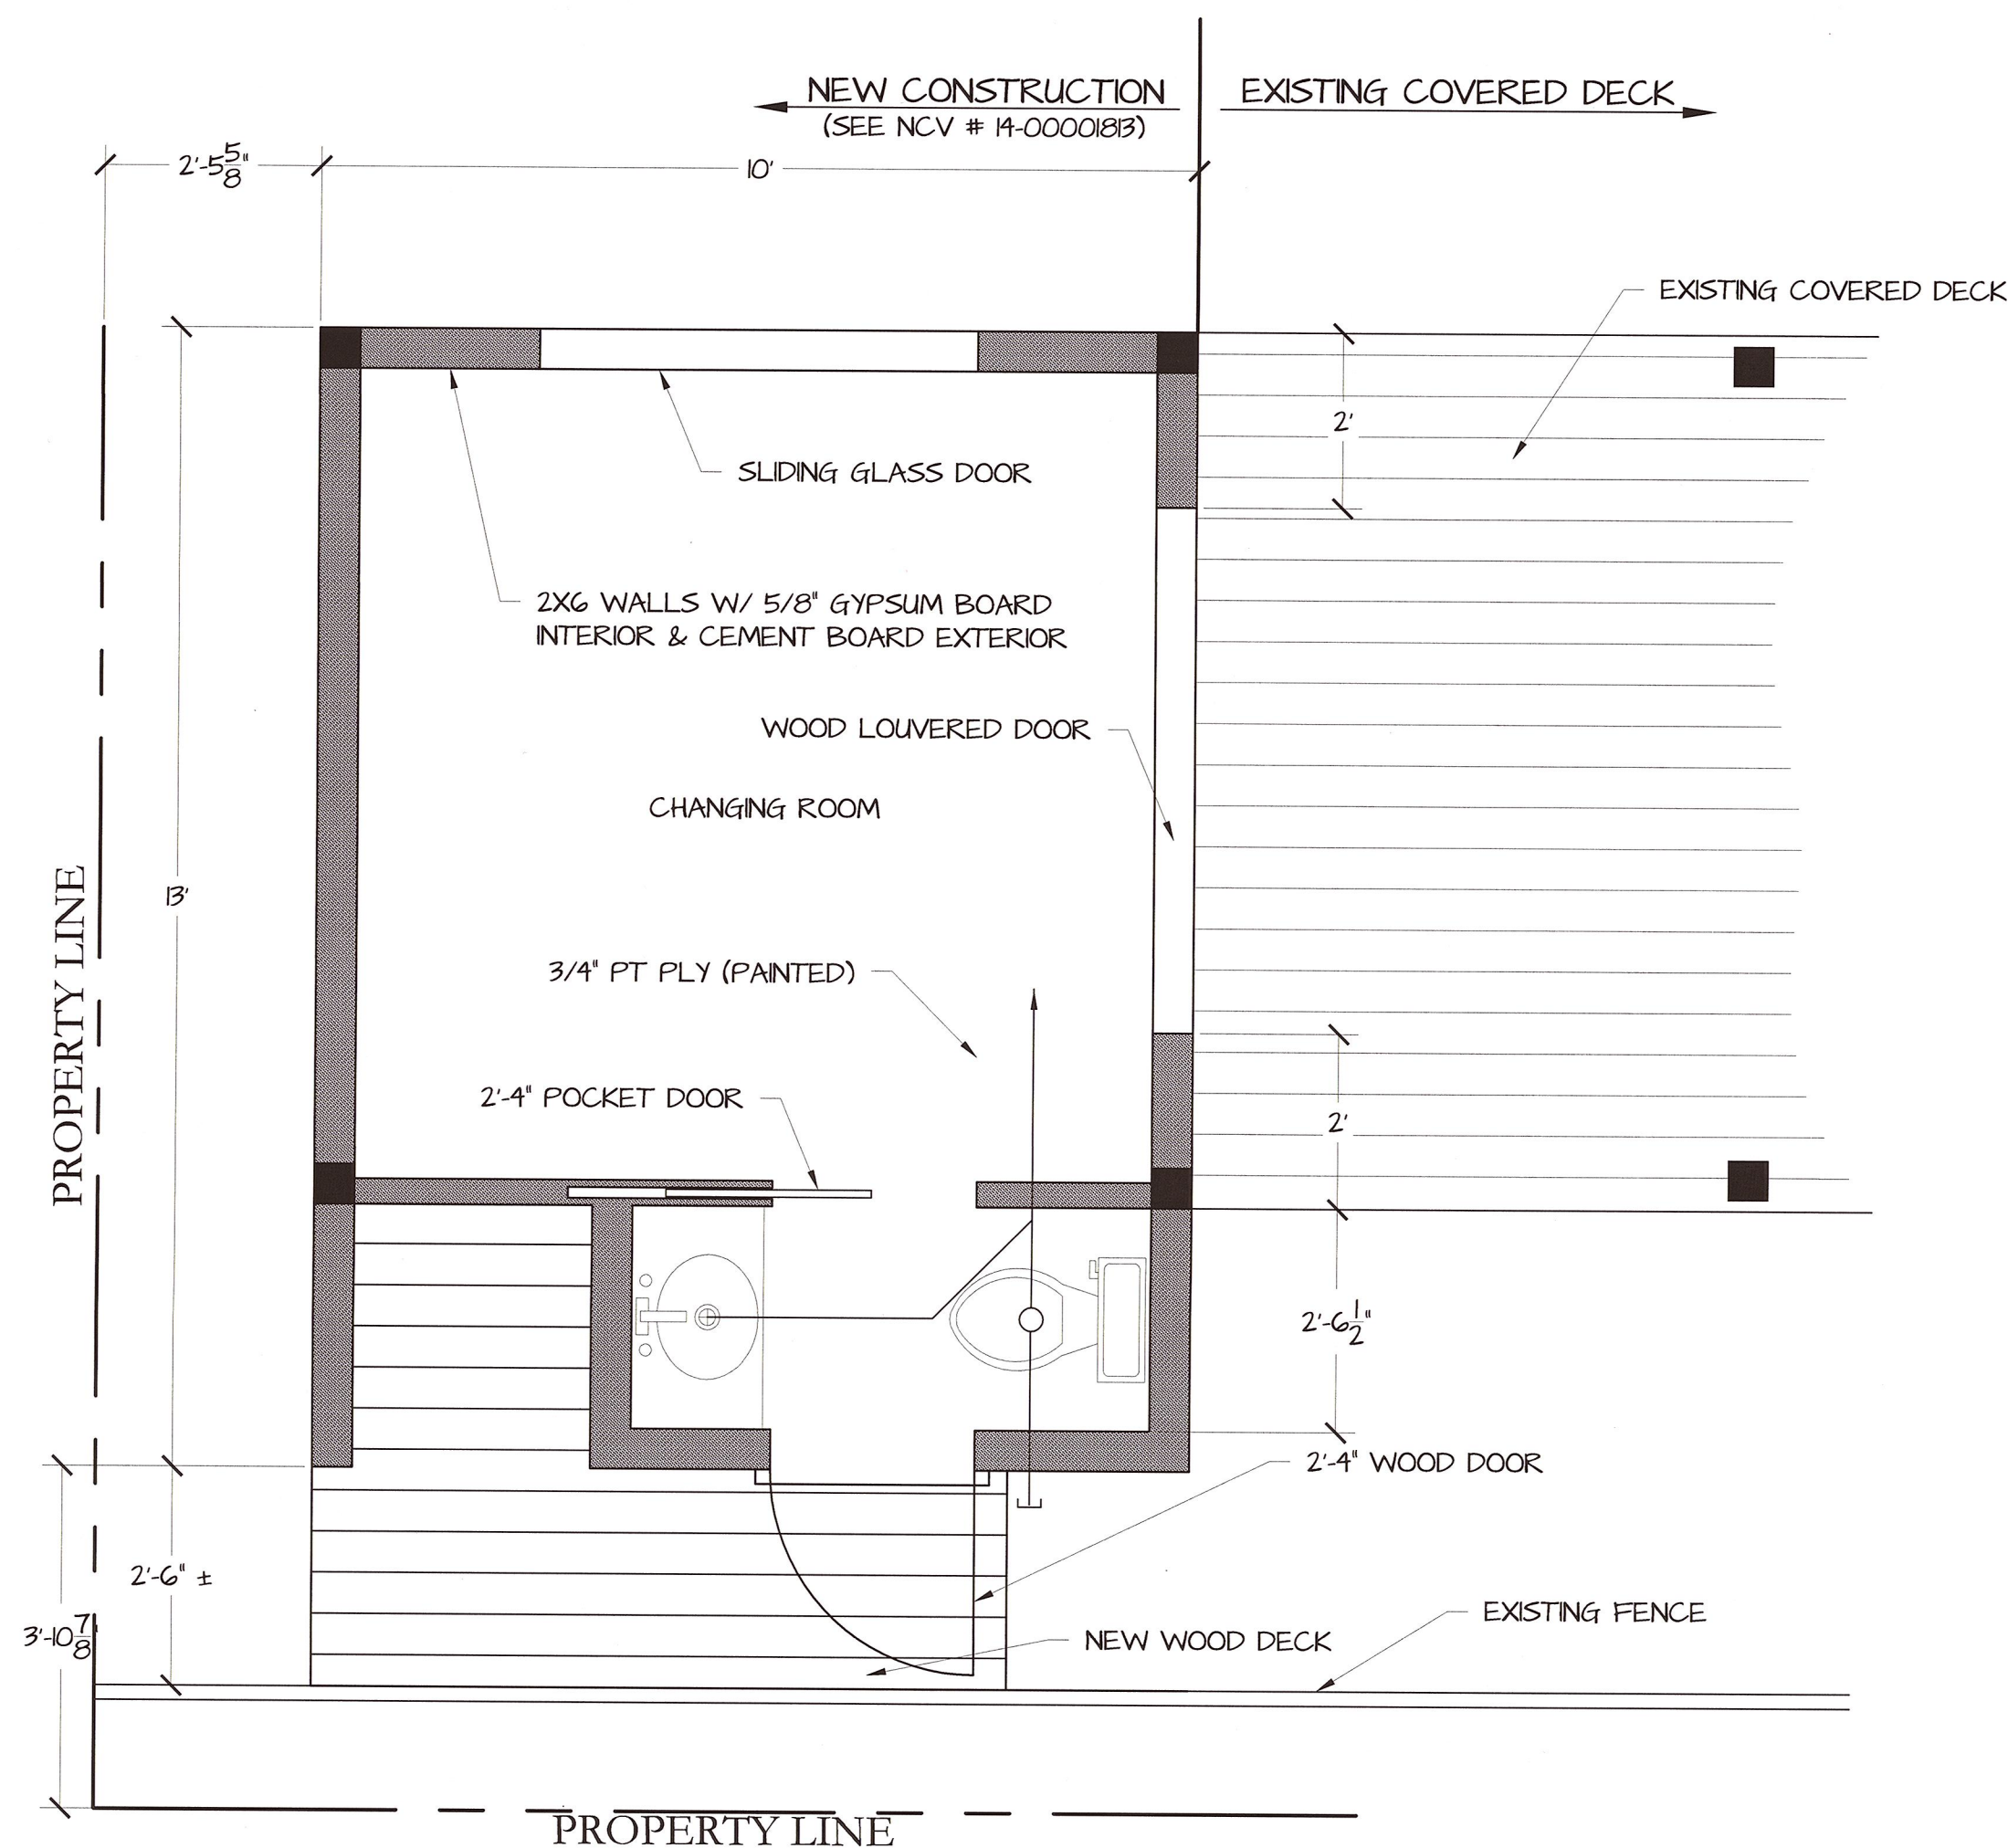 NEW CONSTRUCTION
(SEE NCV # 14-00001813)
EXISTING COVERED DECK
2'-5 5/8"
10'
EXISTING COVERED DECK
2'
SLIDING GLASS DOOR
2X6 WALLS W/ 5/8" GYPSUM BOARD
INTERIOR & CEMENT BOARD EXTERIOR
WOOD LOUVERED DOOR
CHANGING ROOM
13'
PROPERTY LINE
3/4" PT PLY (PAINTED)
2'-4" POCKET DOOR
2'
2'-6 1/2"
2'-4" WOOD DOOR
2'-6" ±
3'-10 7/8"
EXISTING FENCE
NEW WOOD DECK
PROPERTY LINE